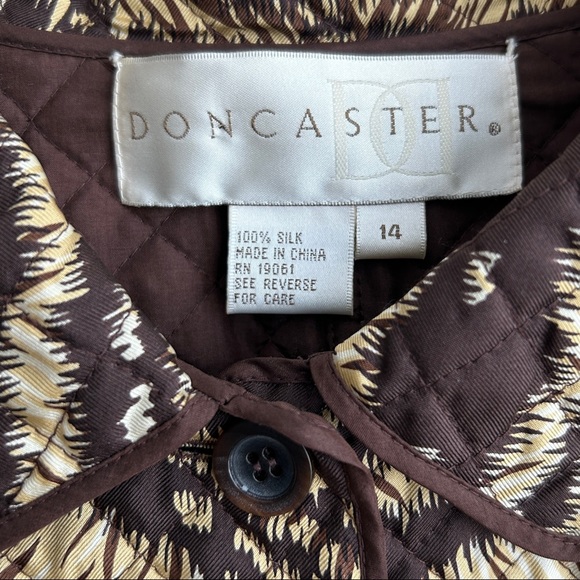 DONCASTER®
14
100% SILK
MADE IN CHINA
RN 19061
SEE REVERSE
FOR CARE